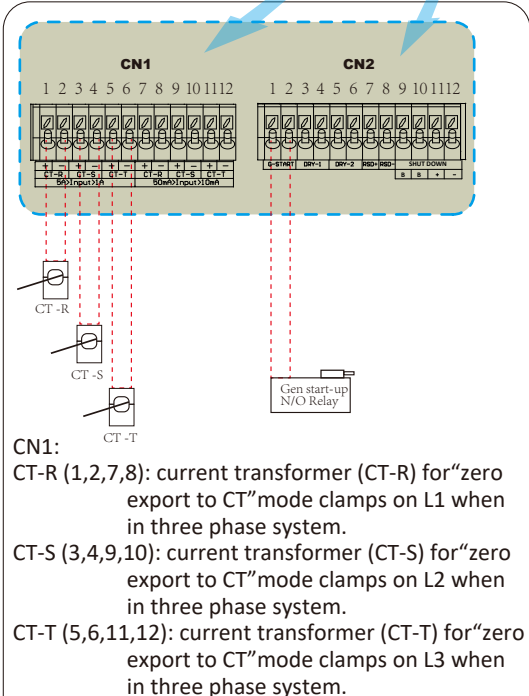 CN1 CN2
1 2 3 4 5 6 7 8 9 10 11 12 1 2 3 4 5 6 7 8 9 10 11 12
+ − + − + − + − + − + − G-START DRY-1 DRY-2 RSD+ RSD- SHUT DOWN
CT-R CT-S CT-T CT-R CT-S CT-T B B + -
5A>Input>1A 50mA>Input>10mA
CT -R
CT -S
CT -T
Gen start-up
N/O Relay
CN1:
CT-R (1,2,7,8): current transformer (CT-R) for“zero
export to CT”mode clamps on L1 when
in three phase system.
CT-S (3,4,9,10): current transformer (CT-S) for“zero
export to CT”mode clamps on L2 when
in three phase system.
CT-T (5,6,11,12): current transformer (CT-T) for“zero
export to CT”mode clamps on L3 when
in three phase system.